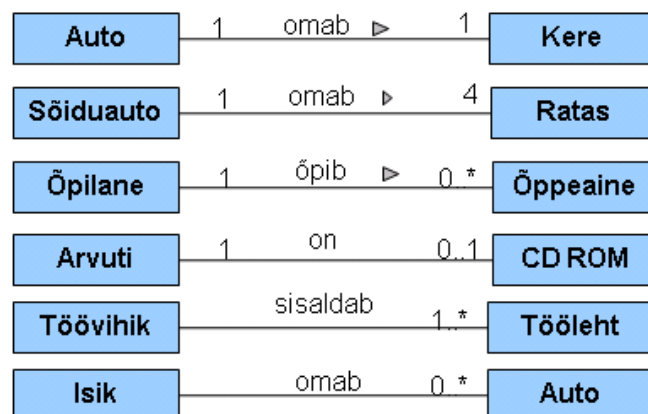 Auto 1 omab 1 Kere
Sõiduauto 1 omab 4 Ratas
Õpilane 1 õpib 0..* Õppeaine
Arvuti 1 on 0..1 CD ROM
Töövihik sisaldab 1..* Tööleht
Isik omab 0..* Auto